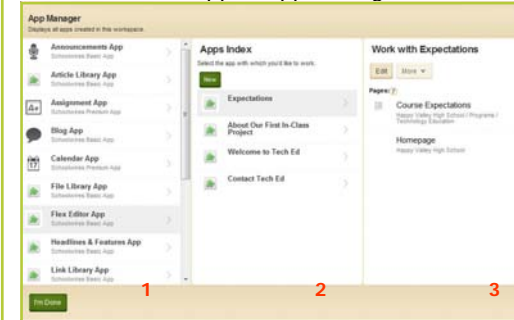 App Manager
Displays all apps created in this workspace.
Announcements App
Schoolwires Basic App
Article Library App
Schoolwires Basic App
A+
Assignment App
Schoolwires Premium App
Blog App
Schoolwires Basic App
17
Calendar App
Schoolwires Premium App
File Library App
Schoolwires Basic App
Flex Editor App
Schoolwires Basic App
Headlines & Features App
Schoolwires Basic App
Link Library App
Schoolwires Basic App
1
I'm Done
Apps Index
Select the app with which you'd like to work.
New
Expectations
About Our First In-Class
Project
Welcome to Tech Ed
Contact Tech Ed
2
Work with Expectations
Edit
More
Pages: ?
Course Expectations
Happy Valley High School / Programs /
Technology Education
Homepage
Happy Valley High School
3